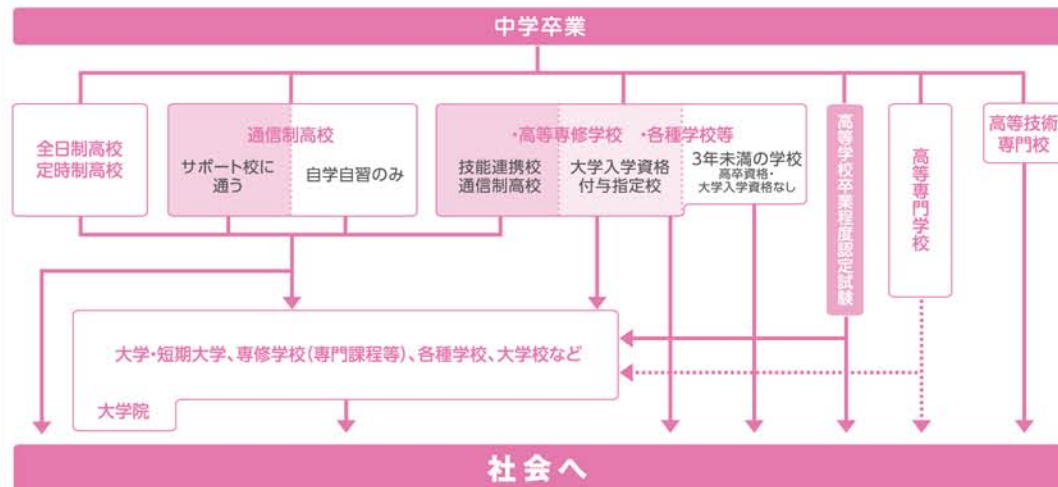 中学卒業
全日制高校
定時制高校
通信制高校
サポート校に
通う
自学自習のみ
・高等専修学校 ・各種学校等
技能連携校
通信制高校
大学入学資格
付与指定校
3年未満の学校
高卒資格・
大学入学資格なし
高等学校卒業程度認定試験
高等専門学校
高等技術
専門校
大学・短期大学、専修学校(専門課程等)、各種学校、大学校など
大学院
社会へ